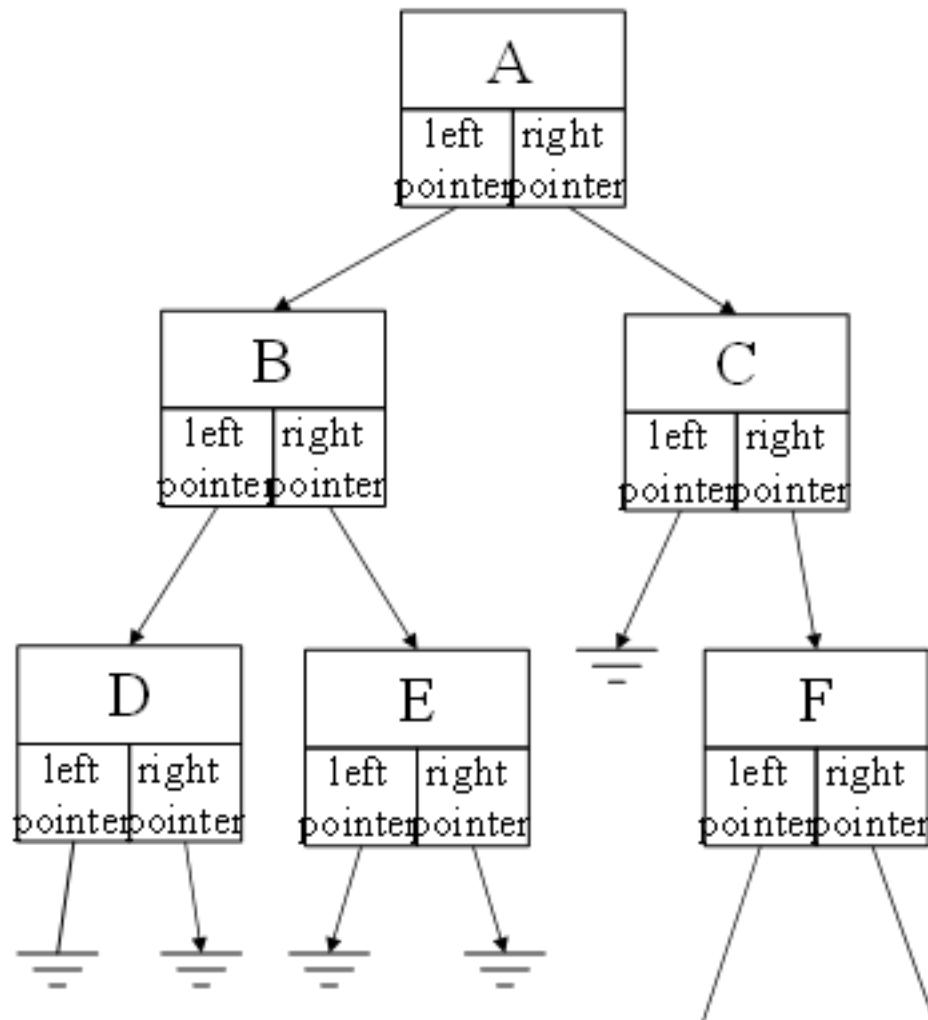 A
left right
pointer pointer
B
left right
pointer pointer
C
left right
pointer pointer
D
left right
pointer pointer
E
left right
pointer pointer
F
left right
pointer pointer